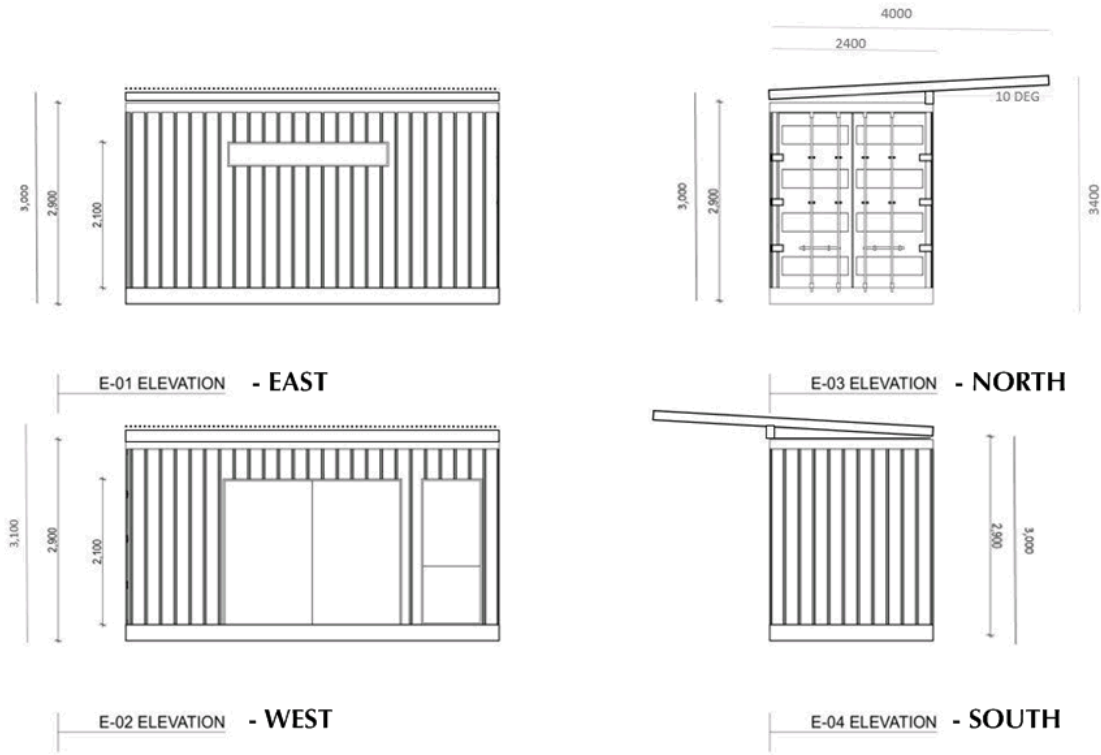 4000
2400
10 DEG
3,000
2,900
2,100
3,000
2,900
3400
E-01 ELEVATION - EAST
E-03 ELEVATION - NORTH
3,100
2,900
2,100
2,900
3,000
E-02 ELEVATION - WEST
E-04 ELEVATION - SOUTH